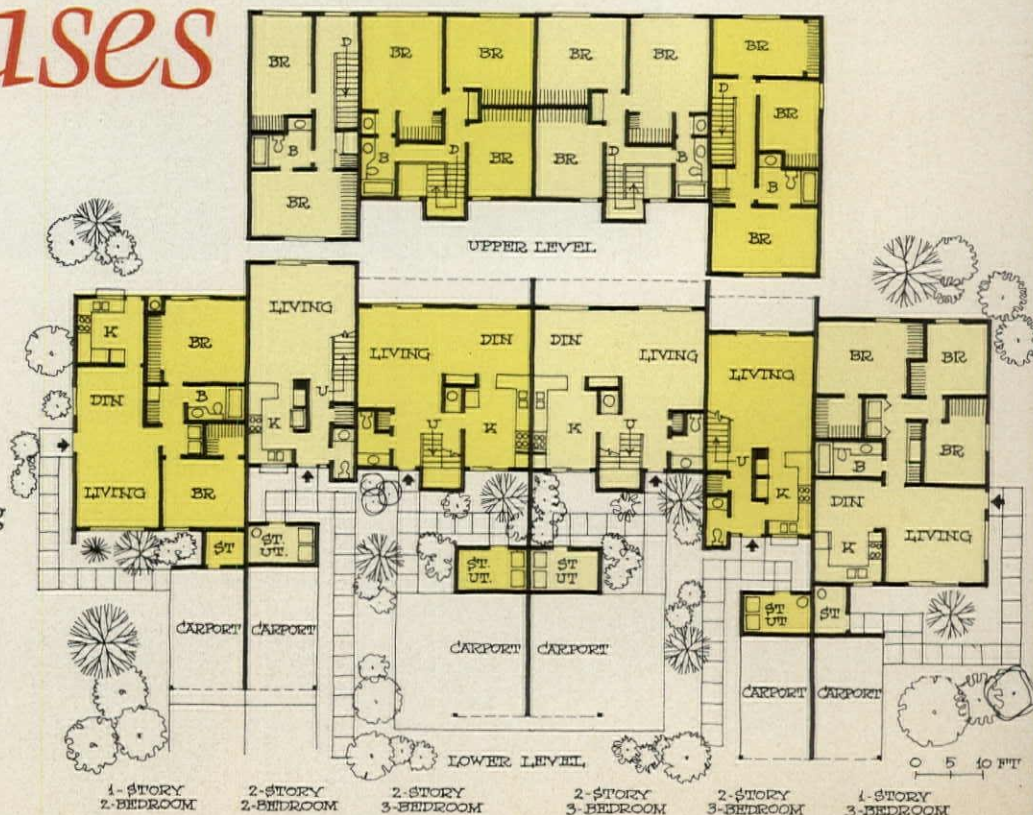 uses
BR
D
BR
BR
BR
BR
BR
B
BR
B
D
BR
BR
D
B
D
BR
B
BR
BR
UPPER LEVEL
K
BR
DIN
B
LIVING
BR
ST
LIVING
U
K
ST. UT.
LIVING
DIN
U
K
ST. UT.
DIN
LIVING
K
U
ST UT
LIVING
U
K
ST UT
BR
BR
BR
B
DIN
K
LIVING
ST
CARPORT
CARPORT
CARPORT
CARPORT
CARPORT
CARPORT
LOWER LEVEL
0 5 10 FT
1-STORY
2-BEDROOM
2-STORY
2-BEDROOM
2-STORY
3-BEDROOM
2-STORY
3-BEDROOM
2-STORY
3-BEDROOM
1-STORY
3-BEDROOM